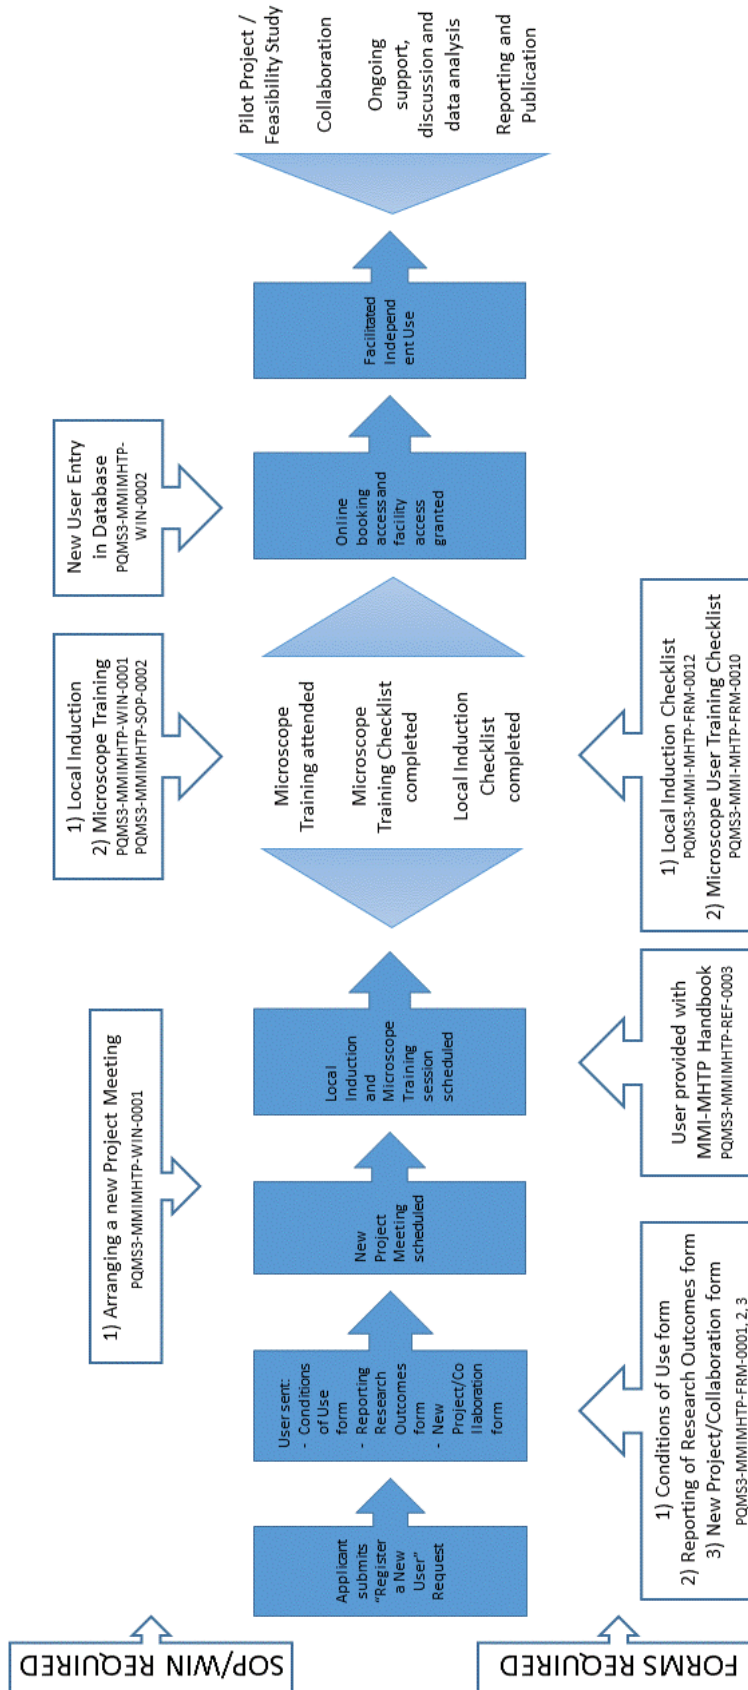 SOP/WIN REQUIRED
1) Arranging a new Project Meeting
PQMS3-MMIMHTP-WIN-0001
1) Local Induction
2) Microscope Training
PQMS3-MMIMHTP-WIN-0001
PQMS3-MMIMHTP-SOP-0002
New User Entry
in Database
PQMS3-MMIMHTP-
WIN-0002
Applicant
submits
“Register
a New
User”
Request
User sent:
- Conditions
of Use
form
- Reporting
Research
Outcomes
form
- New
Project/Co
llaboration
form
New
Project
Meeting
scheduled
Local
Induction
and
Microscope
Training
session
scheduled
Microscope
Training attended
Microscope
Training Checklist
completed
Local Induction
Checklist
completed
Online
booking
access and
facility
access
granted
Facilitated
Independ
ent Use
Pilot Project /
Feasibility Study
Collaboration
Ongoing
support,
discussion and
data analysis
Reporting and
Publication
FORMS REQUIRED
1) Conditions of Use form
2) Reporting of Research Outcomes form
3) New Project/Collaboration form
PQMS3-MMIMHTP-FRM-0001, 2, 3
User provided with
MMI-MHTP Handbook
PQMS3-MMIMHTP-REF-0003
1) Local Induction Checklist
PQMS3-MMI-MHTP-FRM-0012
2) Microscope User Training Checklist
PQMS3-MMI-MHTP-FRM-0010